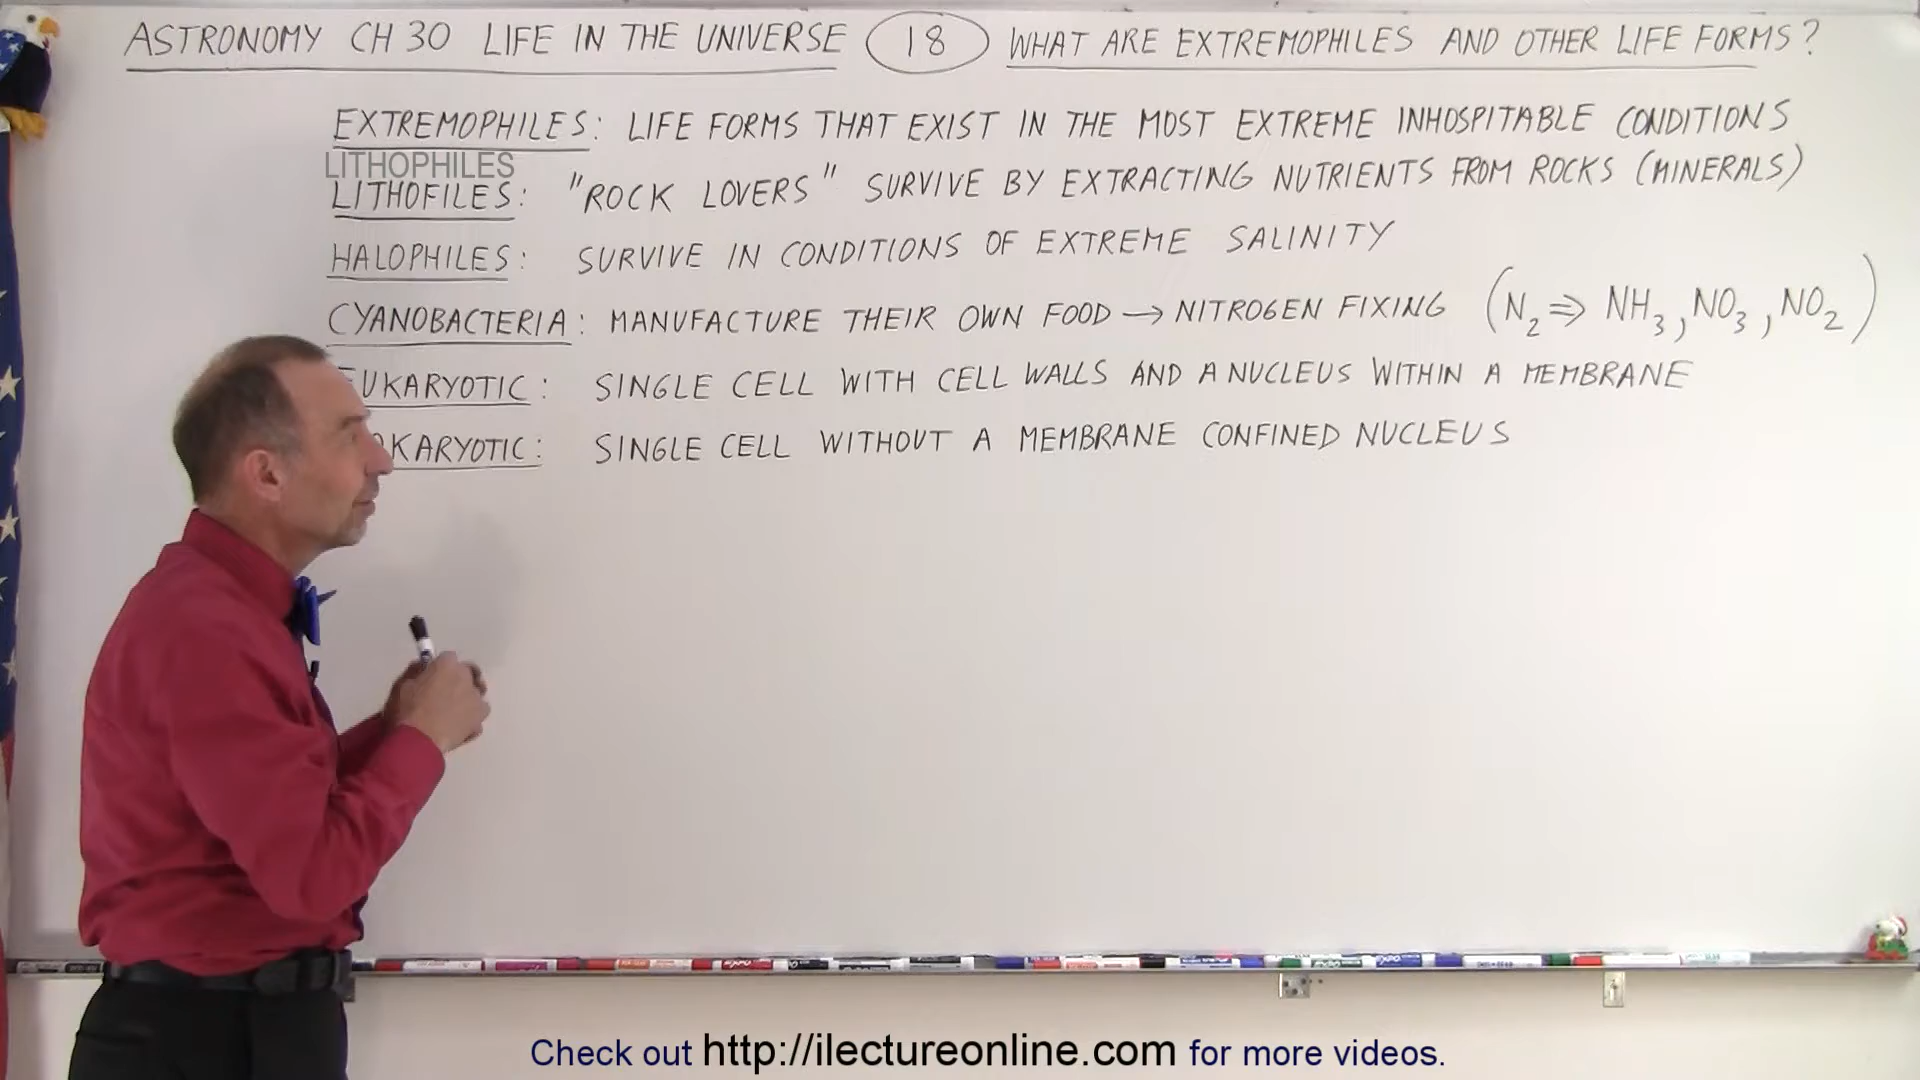 ASTRONOMY CH 30 LIFE IN THE UNIVERSE 18 WHAT ARE EXTREMOPHILES AND OTHER LIFE FORMS?
EXTREMOPHILES: LIFE FORMS THAT EXIST IN THE MOST EXTREME INHOSPITABLE CONDITIONS
LITHOPHILES
LITHOFILES: "ROCK LOVERS" SURVIVE BY EXTRACTING NUTRIENTS FROM ROCKS (MINERALS)
HALOPHILES: SURVIVE IN CONDITIONS OF EXTREME SALINITY
CYANOBACTERIA: MANUFACTURE THEIR OWN FOOD → NITROGEN FIXING (N₂ ⇒ NH₃, NO₃, NO₂)
EUKARYOTIC: SINGLE CELL WITH CELL WALLS AND A NUCLEUS WITHIN A MEMBRANE
OKARYOTIC: SINGLE CELL WITHOUT A MEMBRANE CONFINED NUCLEUS
Check out http://ilectureonline.com for more videos.